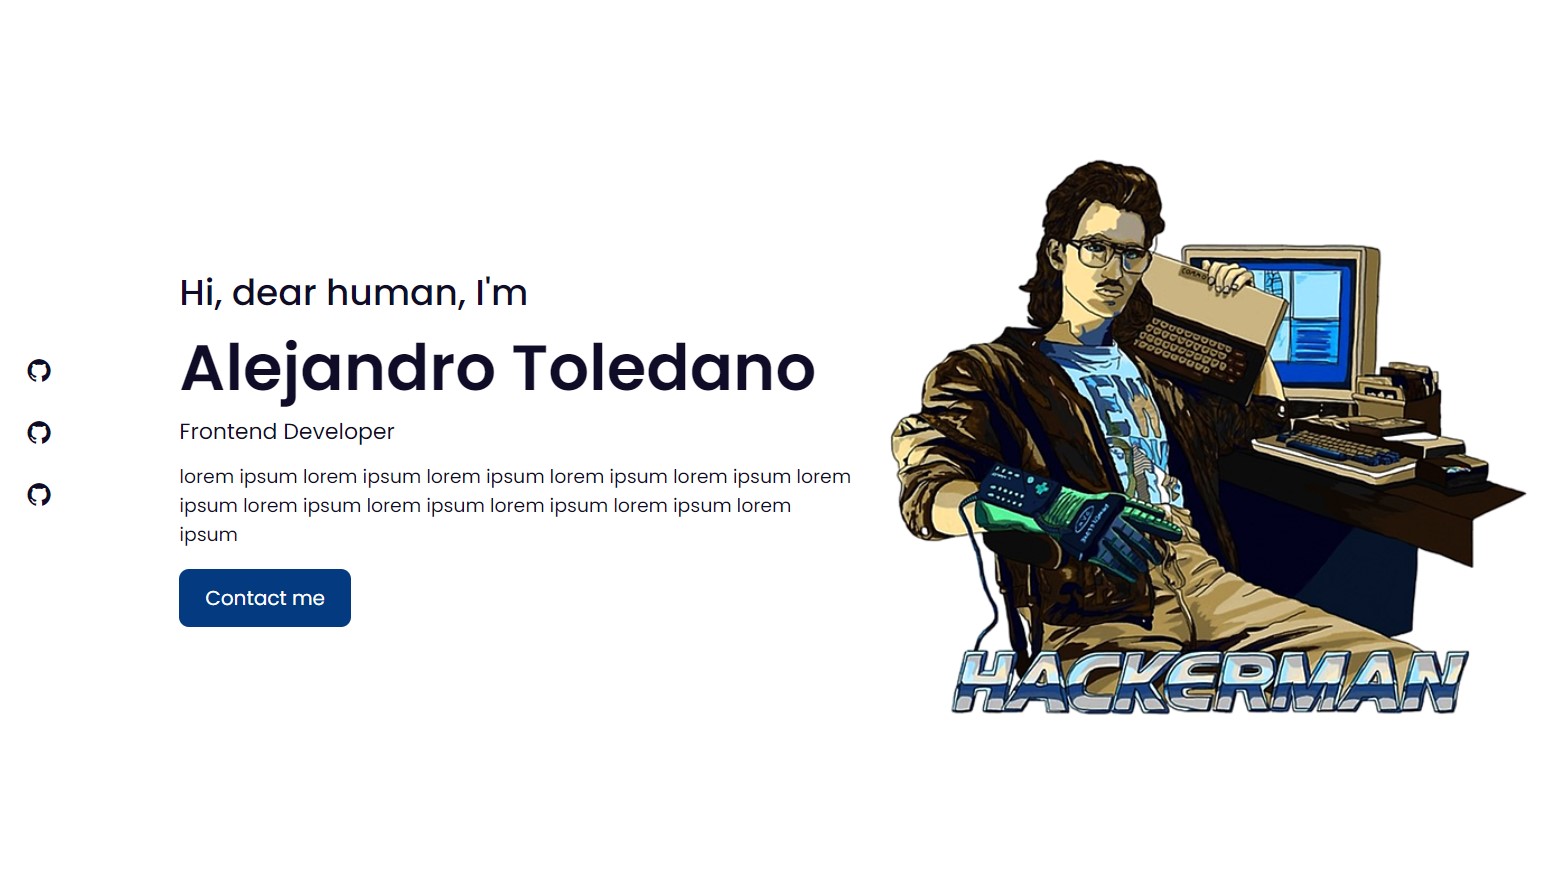 Hi, dear human, I'm
Alejandro Toledano
Frontend Developer
lorem ipsum lorem ipsum lorem ipsum lorem ipsum lorem ipsum lorem
ipsum lorem ipsum lorem ipsum lorem ipsum lorem ipsum lorem
ipsum
Contact me
HACKERMAN